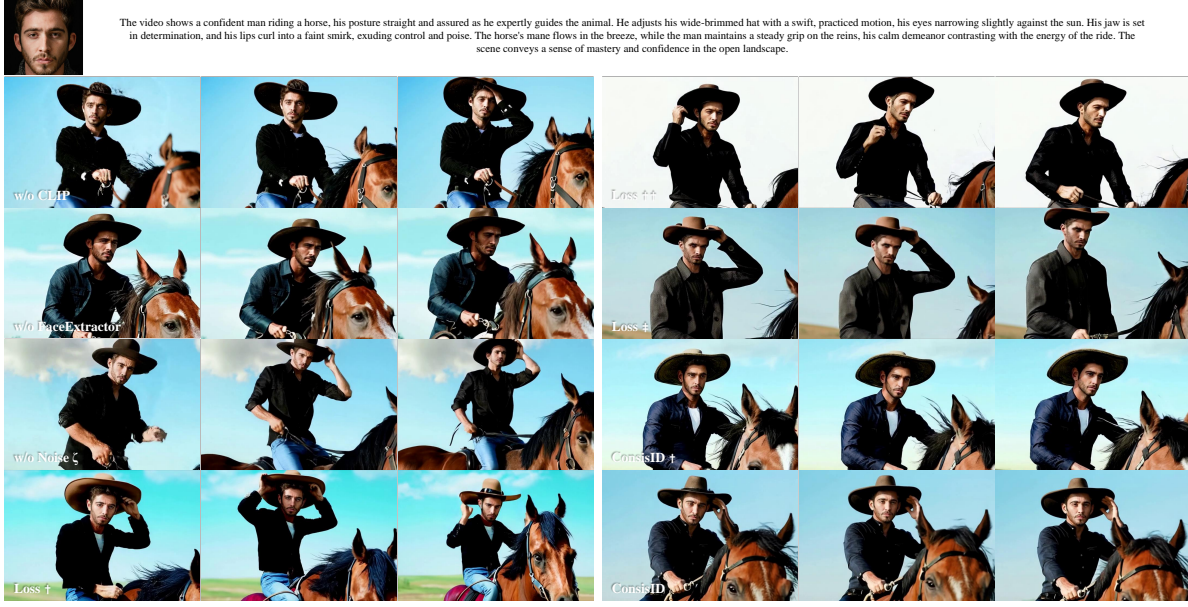 The video shows a confident man riding a horse, his posture straight and assured as he expertly guides the animal. He adjusts his wide-brimmed hat with a swift, practiced motion, his eyes narrowing slightly against the sun. His jaw is set
in determination, and his lips curl into a faint smirk, exuding control and poise. The horse's mane flows in the breeze, while the man maintains a steady grip on the reins, his calm demeanor contrasting with the energy of the ride. The
scene conveys a sense of mastery and confidence in the open landscape.
w/o CLIP
Loss ††
w/o FaceExtractor
Loss ‡
w/o Noise ζ
ConsisID †
Loss †
ConsisID